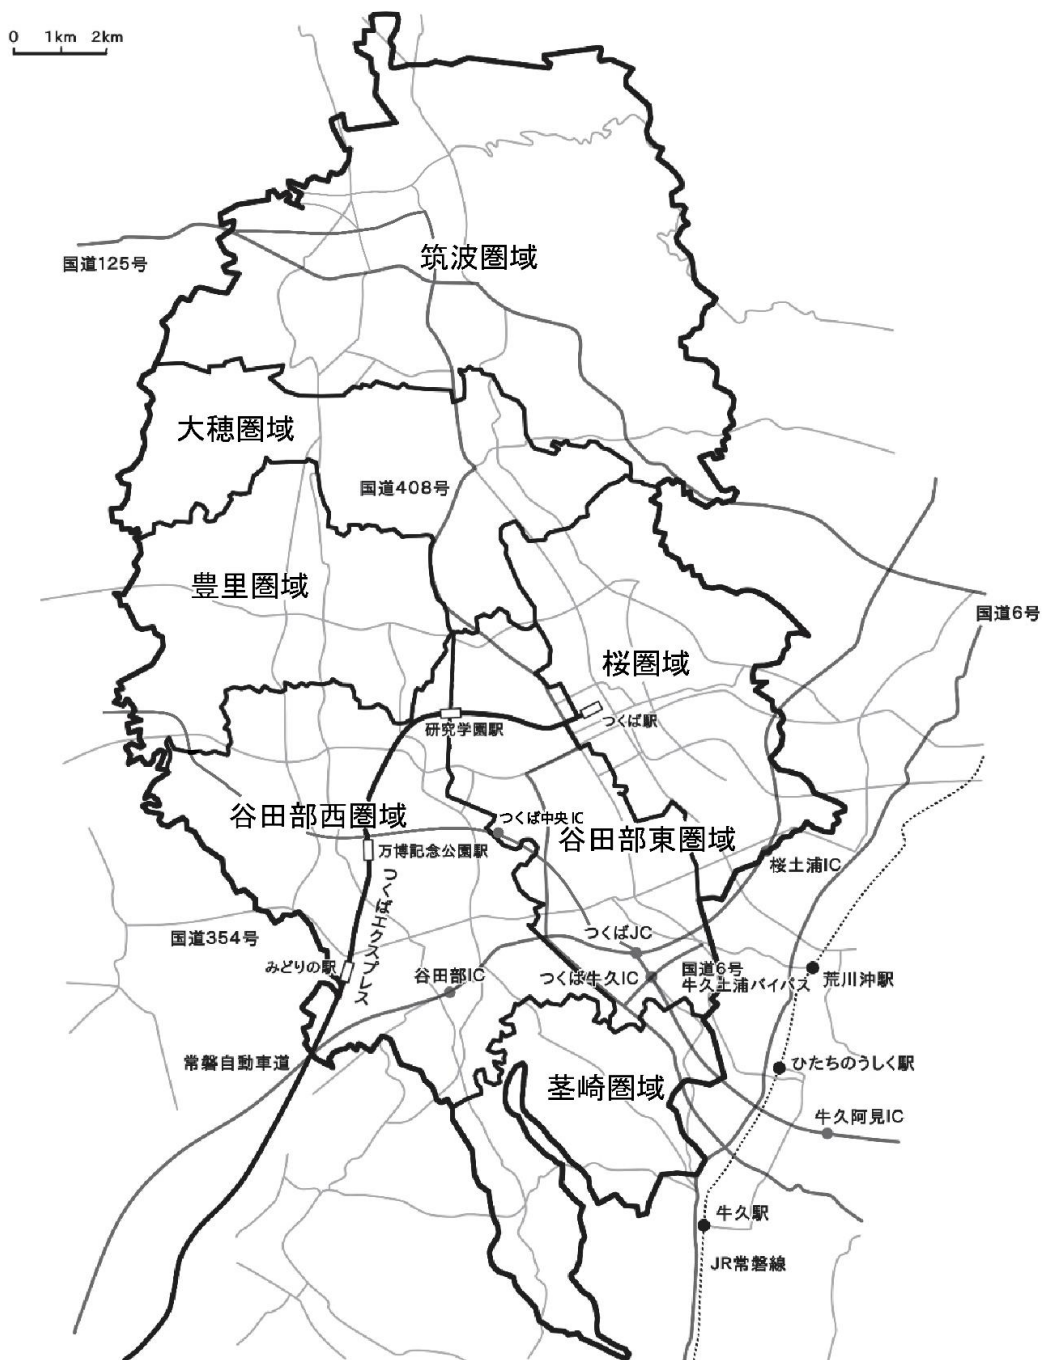 0 1km 2km
国道125号
筑波圏域
大穂圏域
国道408号
豊里圏域
国道6号
桜圏域
つくば駅
研究学園駅
谷田部西圏域
つくば中央IC
谷田部東圏域
万博記念公園駅
桜土浦IC
つくばエクスプレス
国道354号
つくばJC
みどりの駅
谷田部IC
つくば牛久IC
国道6号
牛久土浦バイパス
荒川沖駅
常磐自動車道
ひたちのうしく駅
茎崎圏域
牛久阿見IC
牛久駅
JR常磐線